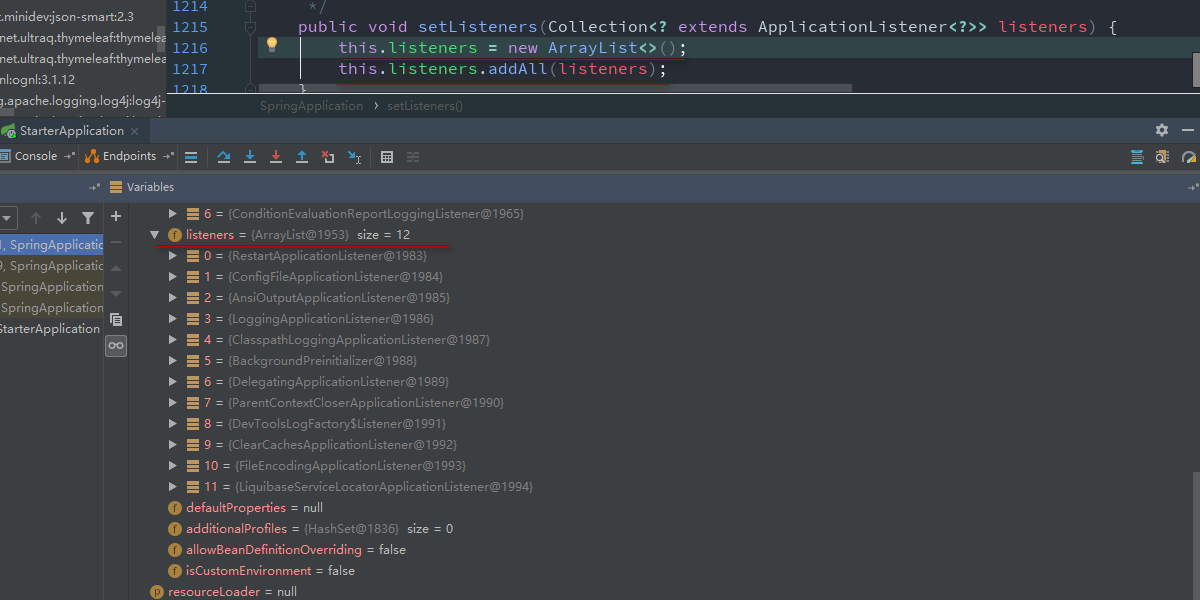 t.minidev:json-smart:2.3
net.ultraq.thymeleaf:thymelea
net.ultraq.thymeleaf:thymelea
nl:ognl:3.1.12
g.apache.logging.log4j:log4j-
1214 */
1215 public void setListeners(Collection<? extends ApplicationListener<?>> listeners) {
1216 this.listeners = new ArrayList<>();
1217 this.listeners.addAll(listeners);
1218 }
SpringApplication › setListeners()
StarterApplication ×
Console Endpoints
Variables
6 = {ConditionEvaluationReportLoggingListener@1965}
listeners = {ArrayList@1953} size = 12
0 = {RestartApplicationListener@1983}
1 = {ConfigFileApplicationListener@1984}
2 = {AnsiOutputApplicationListener@1985}
3 = {LoggingApplicationListener@1986}
4 = {ClasspathLoggingApplicationListener@1987}
5 = {BackgroundPreinitializer@1988}
6 = {DelegatingApplicationListener@1989}
7 = {ParentContextCloserApplicationListener@1990}
8 = {DevToolsLogFactory$Listener@1991}
9 = {ClearCachesApplicationListener@1992}
10 = {FileEncodingApplicationListener@1993}
11 = {LiquibaseServiceLocatorApplicationListener@1994}
defaultProperties = null
additionalProfiles = {HashSet@1836} size = 0
allowBeanDefinitionOverriding = false
isCustomEnvironment = false
resourceLoader = null
, SpringApplicatio
, SpringApplicatio
SpringApplication
SpringApplication
StarterApplication